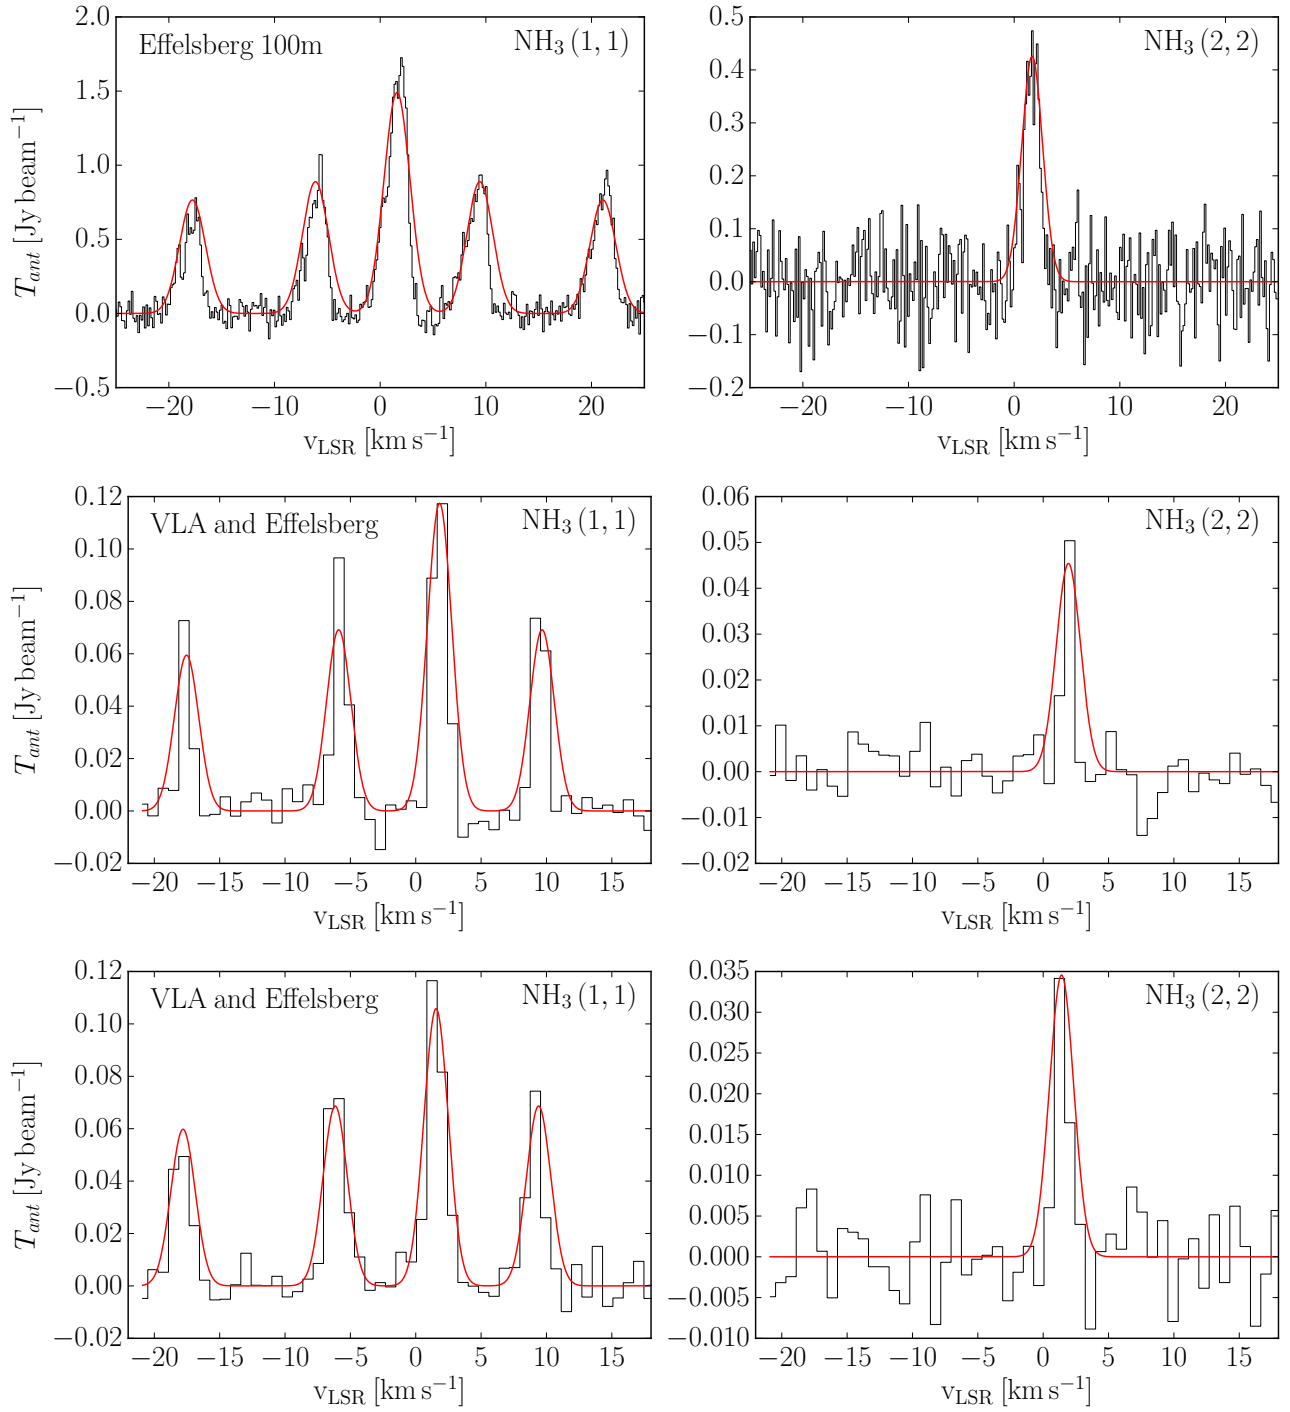 Effelsberg 100m
NH₃ (1, 1)
2.0
1.5
1.0
0.5
0.0
−0.5
T_ant [Jy beam⁻¹]
−20 −10 0 10 20
v_LSR [km s⁻¹]
NH₃ (2, 2)
0.5
0.4
0.3
0.2
0.1
0.0
−0.1
−0.2
−20 −10 0 10 20
v_LSR [km s⁻¹]
VLA and Effelsberg
NH₃ (1, 1)
0.12
0.10
0.08
0.06
0.04
0.02
0.00
−0.02
T_ant [Jy beam⁻¹]
−20 −15 −10 −5 0 5 10 15
v_LSR [km s⁻¹]
NH₃ (2, 2)
0.06
0.05
0.04
0.03
0.02
0.01
0.00
−0.01
−0.02
−20 −15 −10 −5 0 5 10 15
v_LSR [km s⁻¹]
VLA and Effelsberg
NH₃ (1, 1)
0.12
0.10
0.08
0.06
0.04
0.02
0.00
−0.02
T_ant [Jy beam⁻¹]
−20 −15 −10 −5 0 5 10 15
v_LSR [km s⁻¹]
NH₃ (2, 2)
0.035
0.030
0.025
0.020
0.015
0.010
0.005
0.000
−0.005
−0.010
−20 −15 −10 −5 0 5 10 15
v_LSR [km s⁻¹]